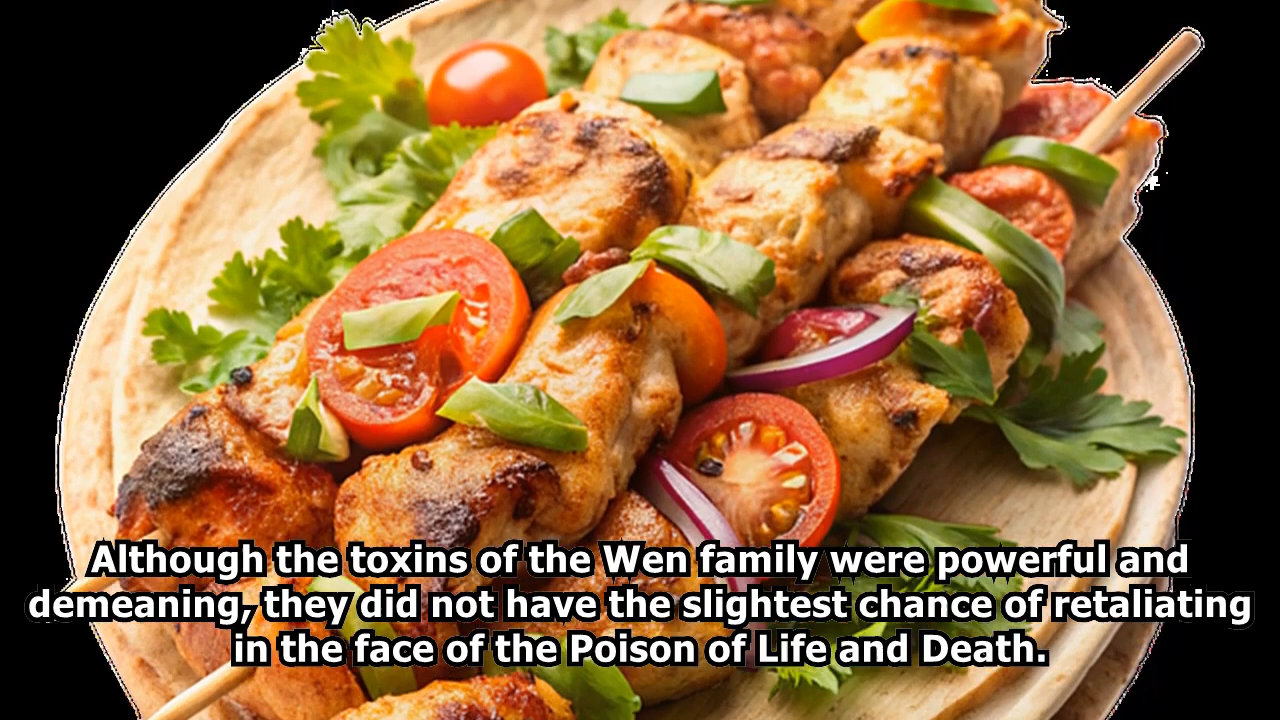 Although the toxins of the Wen family were powerful and
demeaning, they did not have the slightest chance of retaliating
in the face of the Poison of Life and Death.